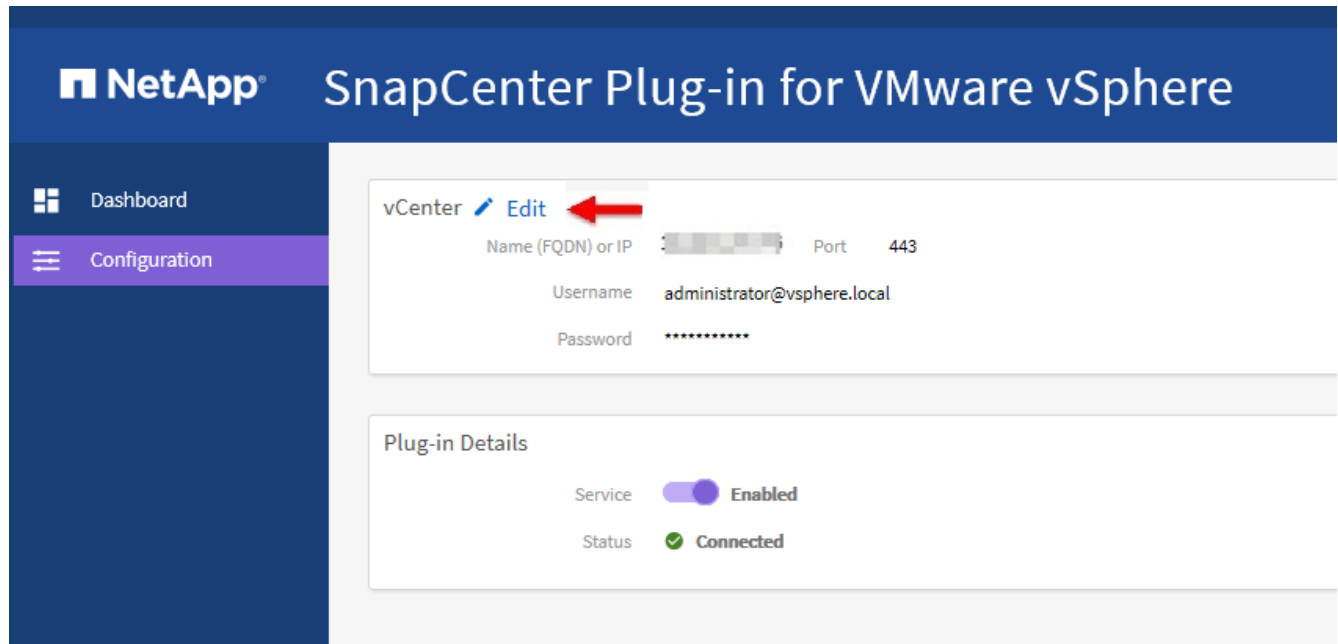 NetApp® SnapCenter Plug-in for VMware vSphere
Dashboard
Configuration
vCenter Edit
Name (FQDN) or IP Port 443
Username administrator@vsphere.local
Password ***********
Plug-in Details
Service Enabled
Status Connected